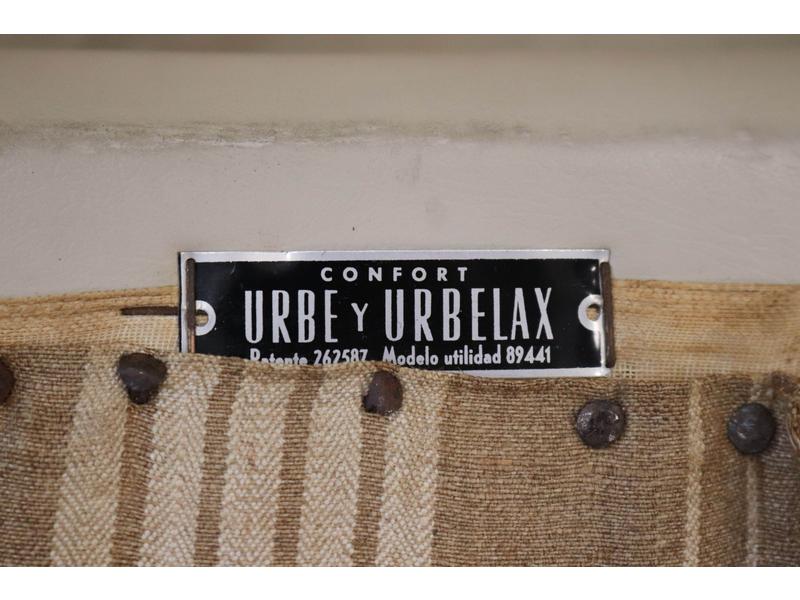 CONFORT
URBE Y URBELAX
Patente 262587 Modelo utilidad 89441